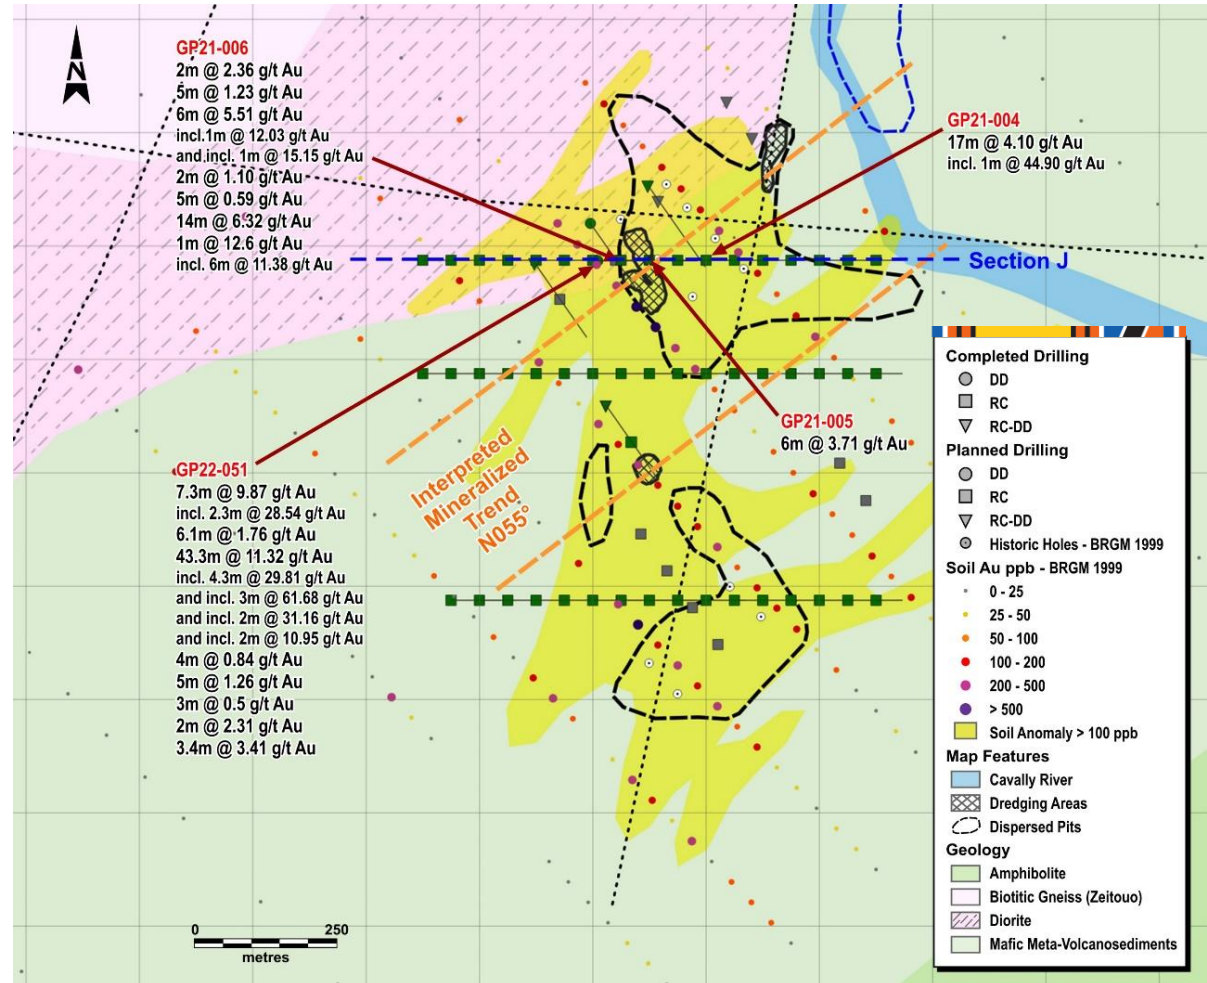 N
GP21-006
2m @ 2.36 g/t Au
5m @ 1.23 g/t Au
6m @ 5.51 g/t Au
incl.1m @ 12.03 g/t Au
and incl. 1m @ 15.15 g/t Au
2m @ 1.10 g/t Au
5m @ 0.59 g/t Au
14m @ 6.32 g/t Au
1m @ 12.6 g/t Au
incl. 6m @ 11.38 g/t Au
GP21-004
17m @ 4.10 g/t Au
incl. 1m @ 44.90 g/t Au
Section J
GP21-005
6m @ 3.71 g/t Au
Interpreted
Mineralized
Trend
N055°
GP22-051
7.3m @ 9.87 g/t Au
incl. 2.3m @ 28.54 g/t Au
6.1m @ 1.76 g/t Au
43.3m @ 11.32 g/t Au
incl. 4.3m @ 29.81 g/t Au
and incl. 3m @ 61.68 g/t Au
and incl. 2m @ 31.16 g/t Au
and incl. 2m @ 10.95 g/t Au
4m @ 0.84 g/t Au
5m @ 1.26 g/t Au
3m @ 0.5 g/t Au
2m @ 2.31 g/t Au
3.4m @ 3.41 g/t Au
0 250
metres
Completed Drilling
DD
RC
RC-DD
Planned Drilling
DD
RC
RC-DD
Historic Holes - BRGM 1999
Soil Au ppb - BRGM 1999
0 - 25
25 - 50
50 - 100
100 - 200
200 - 500
> 500
Soil Anomaly > 100 ppb
Map Features
Cavally River
Dredging Areas
Dispersed Pits
Geology
Amphibolite
Biotitic Gneiss (Zeitouo)
Diorite
Mafic Meta-Volcanosediments